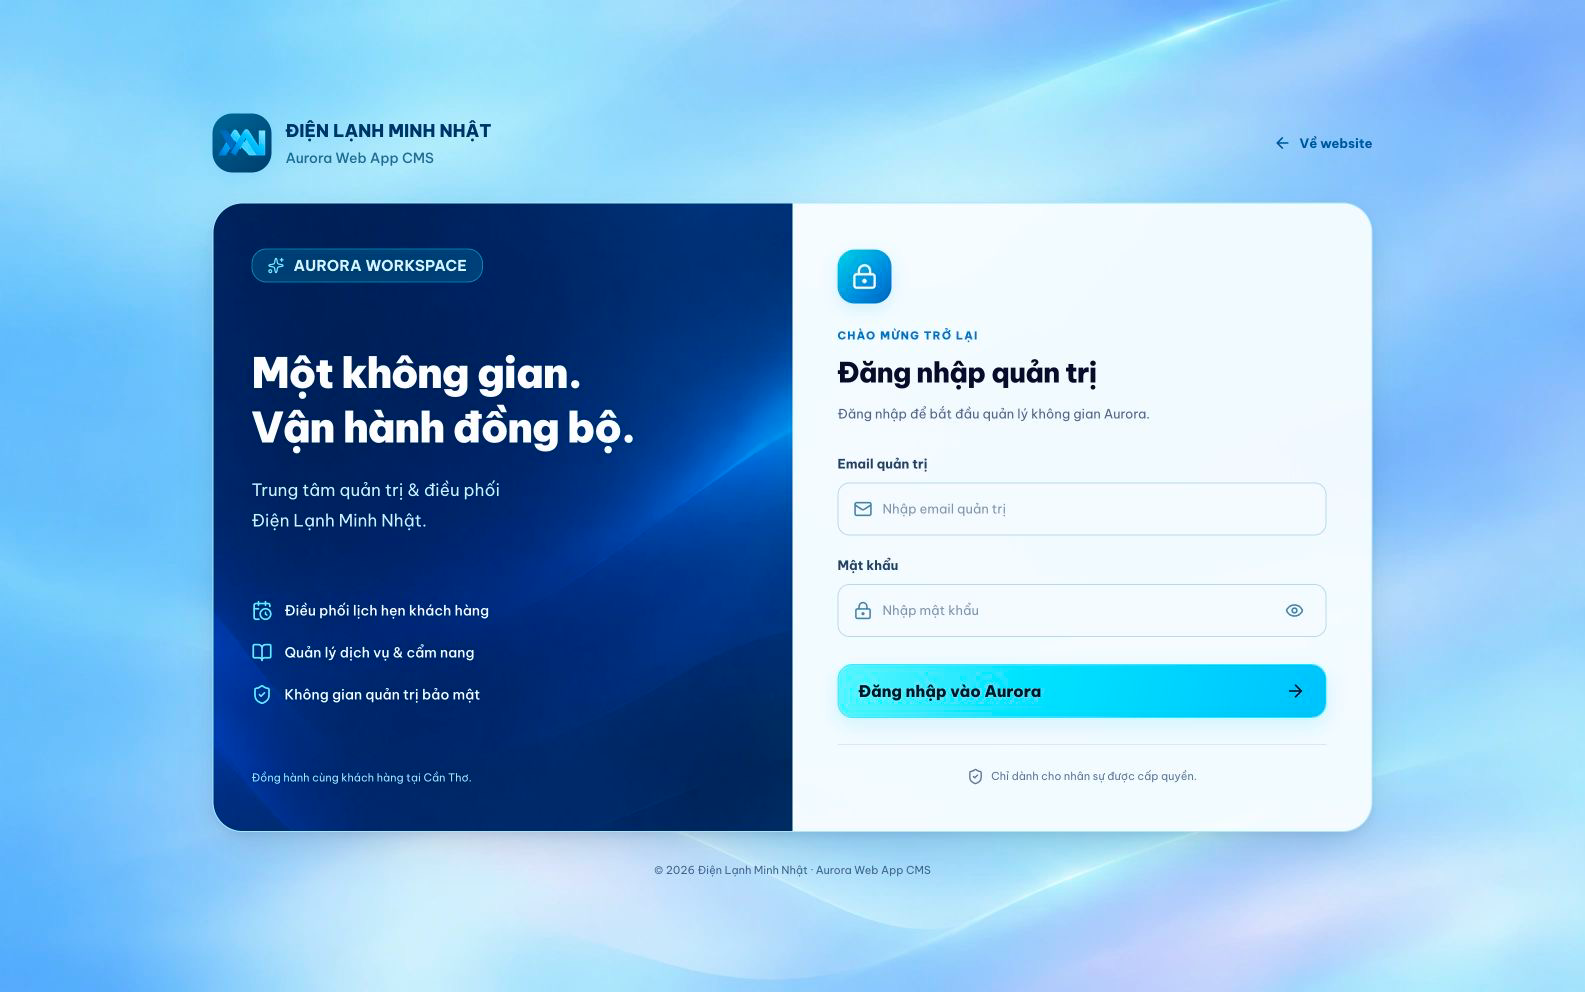 ĐIỆN LẠNH MINH NHẬT
Aurora Web App CMS
Về website
AURORA WORKSPACE
Một không gian.
Vận hành đồng bộ.
Trung tâm quản trị & điều phối
Điện Lạnh Minh Nhật.
Điều phối lịch hẹn khách hàng
Quản lý dịch vụ & cẩm nang
Không gian quản trị bảo mật
Đồng hành cùng khách hàng tại Cần Thơ.
CHÀO MỪNG TRỞ LẠI
Đăng nhập quản trị
Đăng nhập để bắt đầu quản lý không gian Aurora.
Email quản trị
Nhập email quản trị
Mật khẩu
Nhập mật khẩu
Đăng nhập vào Aurora
Chỉ dành cho nhân sự được cấp quyền.
© 2026 Điện Lạnh Minh Nhật · Aurora Web App CMS